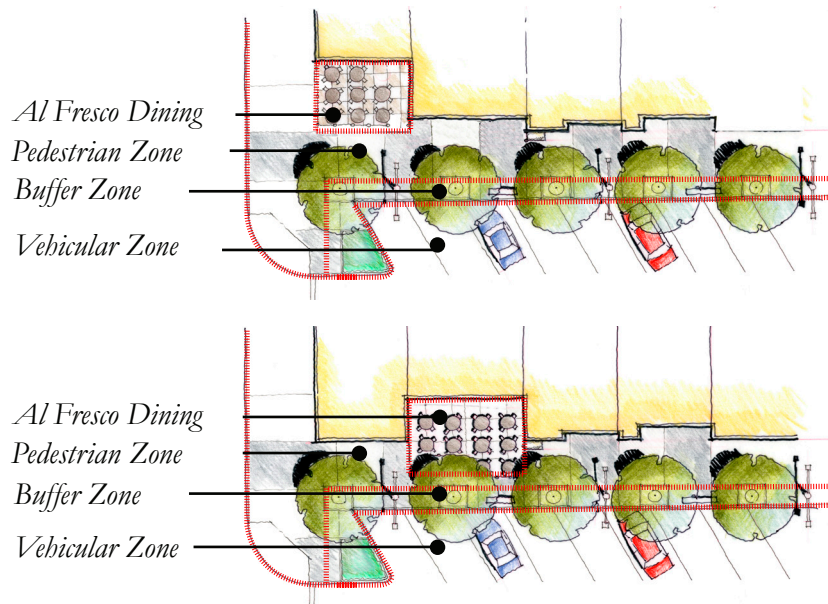 Al Fresco Dining
Pedestrian Zone
Buffer Zone
Vehicular Zone
Al Fresco Dining
Pedestrian Zone
Buffer Zone
Vehicular Zone